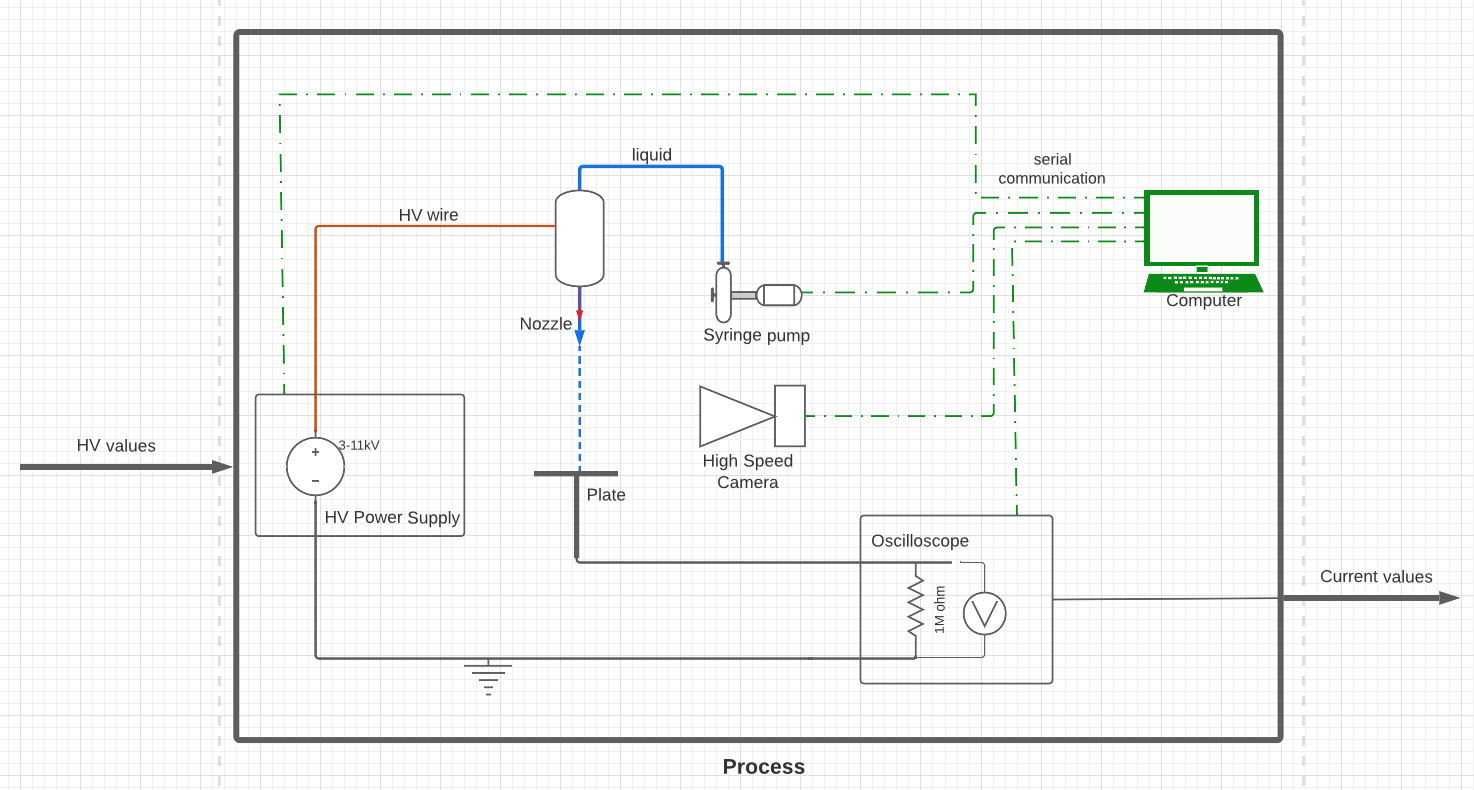 liquid
serial
communication
HV wire
Computer
Nozzle
Syringe pump
HV values
3-11kV
High Speed
Camera
Plate
HV Power Supply
Oscilloscope
1M ohm
Current values
Process